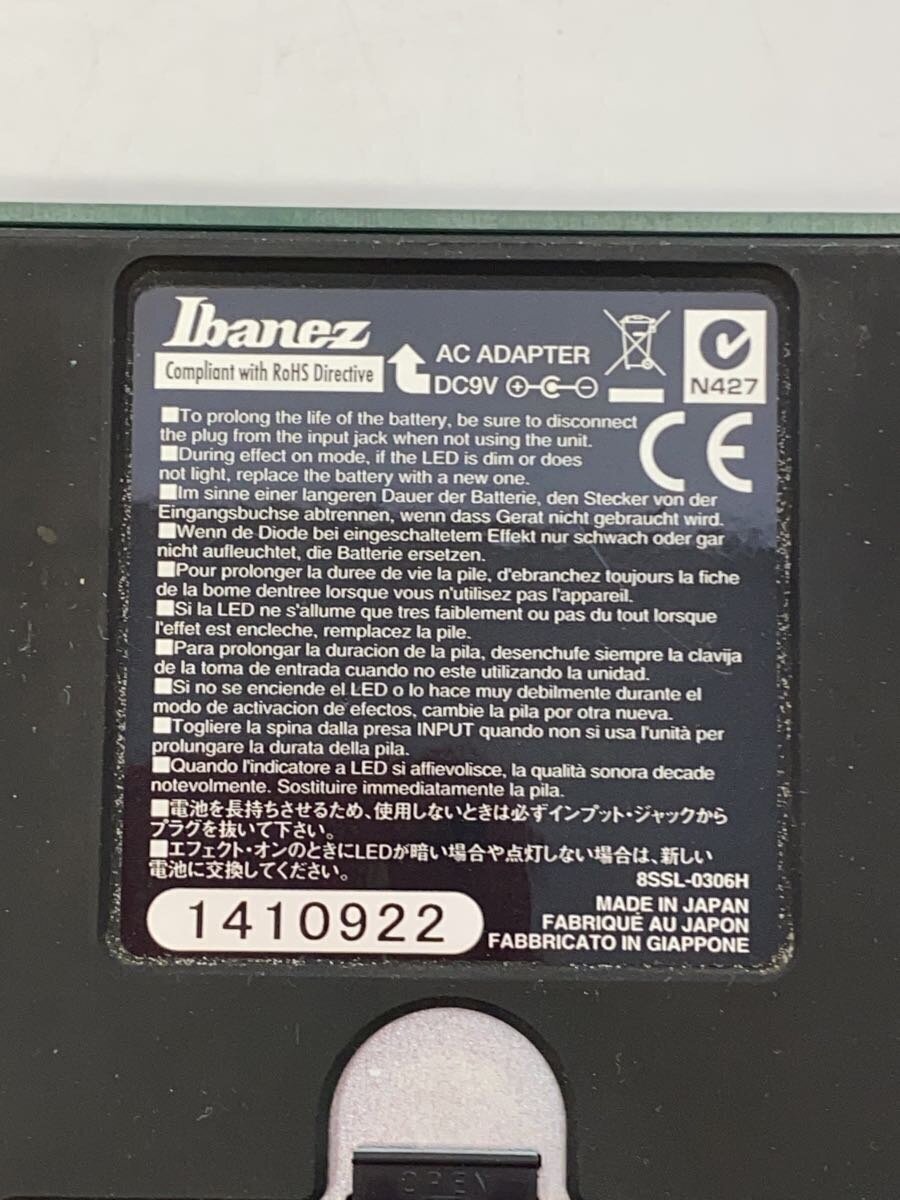 Ibanez
Compliant with RoHS Directive
AC ADAPTER
DC9V
N427
CE
■To prolong the life of the battery, be sure to disconnect
the plug from the input jack when not using the unit.
■During effect on mode, if the LED is dim or does
not light, replace the battery with a new one.
■Im sinne einer langeren Dauer der Batterie, den Stecker von der
Eingangsbuchse abtrennen, wenn dass Gerat nicht gebraucht wird.
■Wenn de Diode bei eingeschaltetem Effekt nur schwach oder gar
nicht aufleuchtet, die Batterie ersetzen.
■Pour prolonger la duree de vie la pile, d'ebranchez toujours la fiche
de la bome dentree lorsque vous n'utilisez pas l'appareil.
■Si la LED ne s'allume que tres faiblement ou pas du tout lorsque
l'effet est encleche, remplacez la pile.
■Para prolongar la duracion de la pila, desenchufe siempre la clavija
de la toma de entrada cuando no este utilizando la unidad.
■Si no se enciende el LED o lo hace muy debilmente durante el
modo de activacion de efectos, cambie la pila por otra nueva.
■Togliere la spina dalla presa INPUT quando non si usa l'unità per
prolungare la durata della pila.
■Quando l'indicatore a LED si affievolisce, la qualità sonora decade
notevolmente. Sostituire immediatamente la pila.
■電池を長持ちさせるため、使用しないときは必ずインプット・ジャックから
プラグを抜いて下さい。
■エフェクト・オンのときにLEDが暗い場合や点灯しない場合は、新しい
電池に交換してください。
8SSL-0306H
1410922
MADE IN JAPAN
FABRIQUÉ AU JAPON
FABBRICATO IN GIAPPONE
OPEN